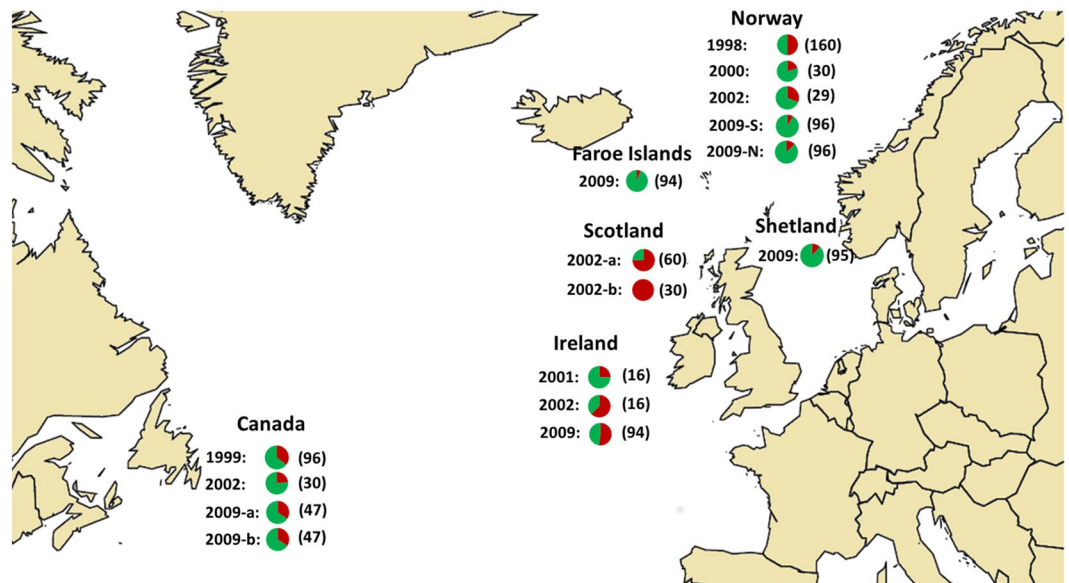 Norway
1998: (160)
2000: (30)
2002: (29)
2009-S: (96)
2009-N: (96)
Faroe Islands
2009: (94)
Shetland
2009: (95)
Scotland
2002-a: (60)
2002-b: (30)
Ireland
2001: (16)
2002: (16)
2009: (94)
Canada
1999: (96)
2002: (30)
2009-a: (47)
2009-b: (47)